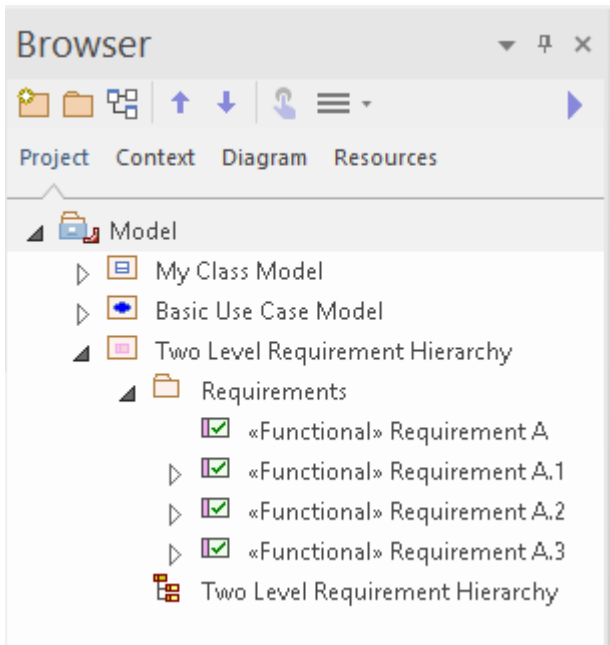 Browser
Project Context Diagram Resources
Model
My Class Model
Basic Use Case Model
Two Level Requirement Hierarchy
Requirements
«Functional» Requirement A
«Functional» Requirement A.1
«Functional» Requirement A.2
«Functional» Requirement A.3
Two Level Requirement Hierarchy